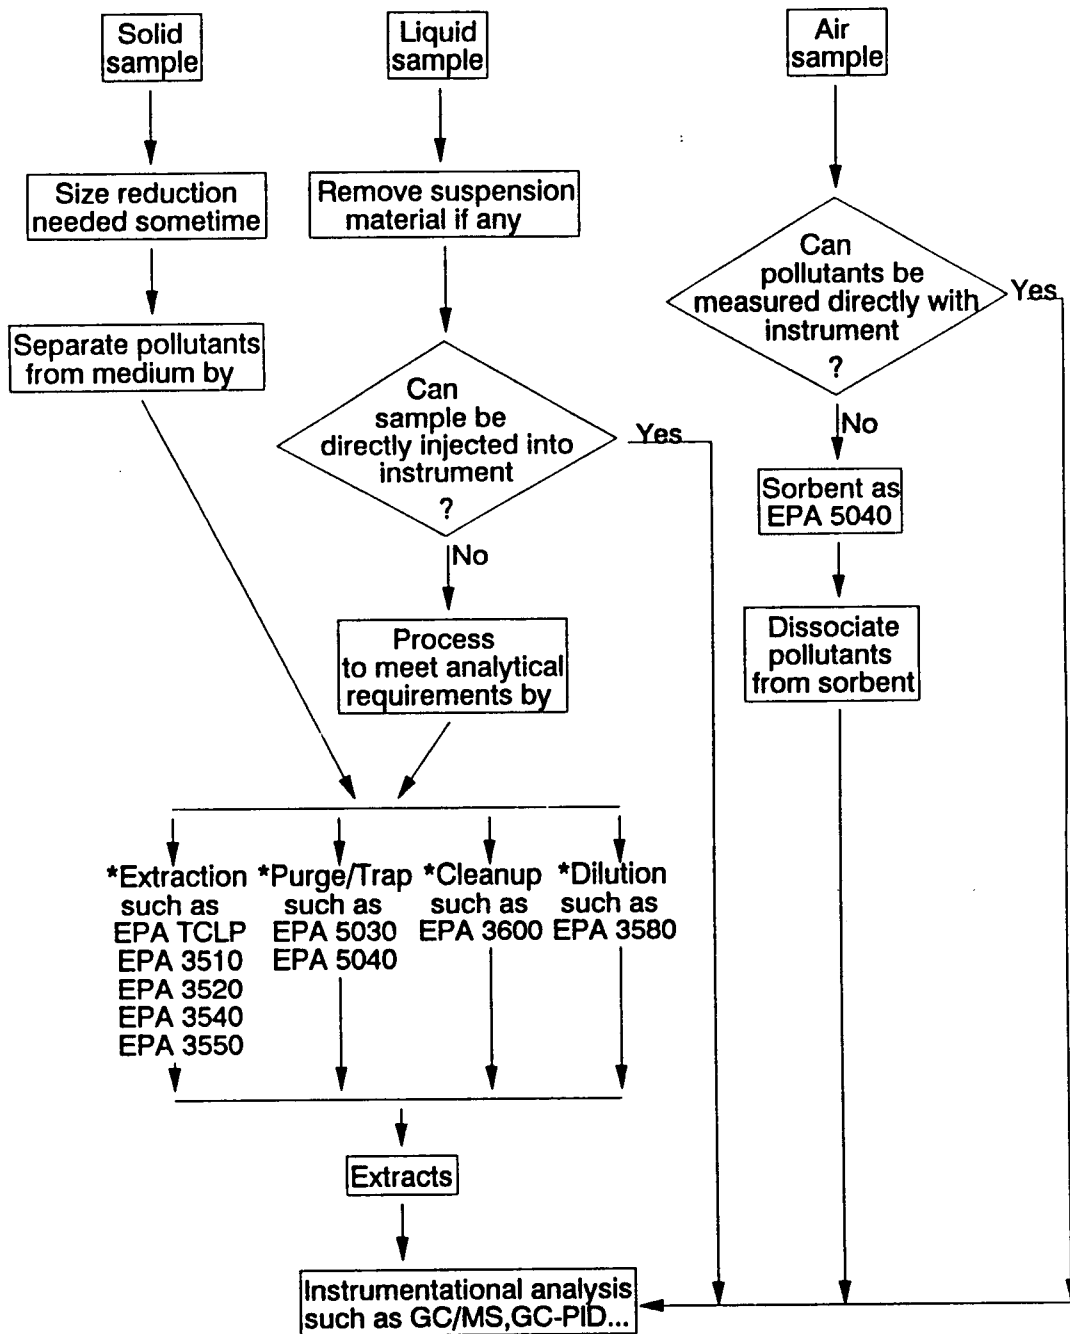 Solid
sample
Liquid
sample
Air
sample
Size reduction
needed sometime
Remove suspension
material if any
Separate pollutants
from medium by
Can
pollutants be
measured directly with
instrument
?
Yes
No
Can
sample be
directly injected into
instrument
?
Yes
No
Sorbent as
EPA 5040
Process
to meet analytical
requirements by
Dissociate
pollutants
from sorbent
*Extraction
such as
EPA TCLP
EPA 3510
EPA 3520
EPA 3540
EPA 3550
*Purge/Trap
such as
EPA 5030
EPA 5040
*Cleanup
such as
EPA 3600
*Dilution
such as
EPA 3580
Extracts
Instrumentational analysis
such as GC/MS,GC-PID...